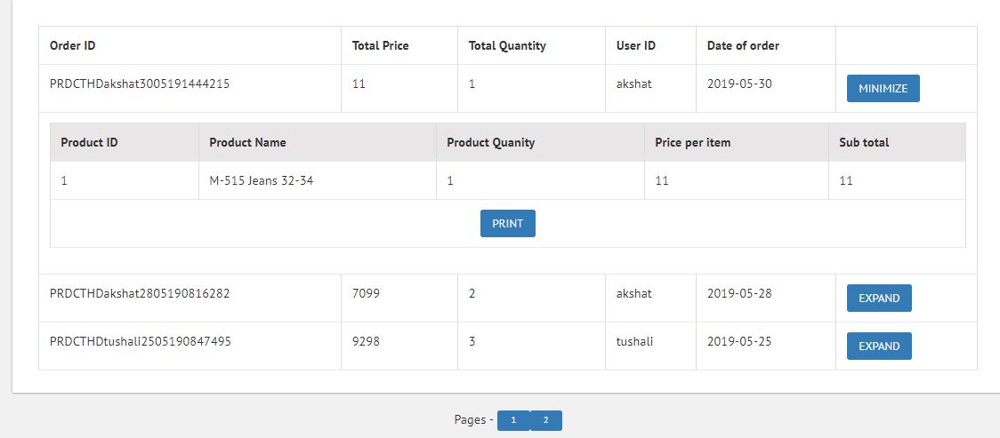 Order ID Total Price Total Quantity User ID Date of order
PRDCTHDakshat3005191444215 11 1 akshat 2019-05-30 MINIMIZE
Product ID Product Name Product Quanity Price per item Sub total
1 M-515 Jeans 32-34 1 11 11
PRINT
PRDCTHDakshat2805190816282 7099 2 akshat 2019-05-28 EXPAND
PRDCTHDtushali2505190847495 9298 3 tushali 2019-05-25 EXPAND
Pages - 1 2